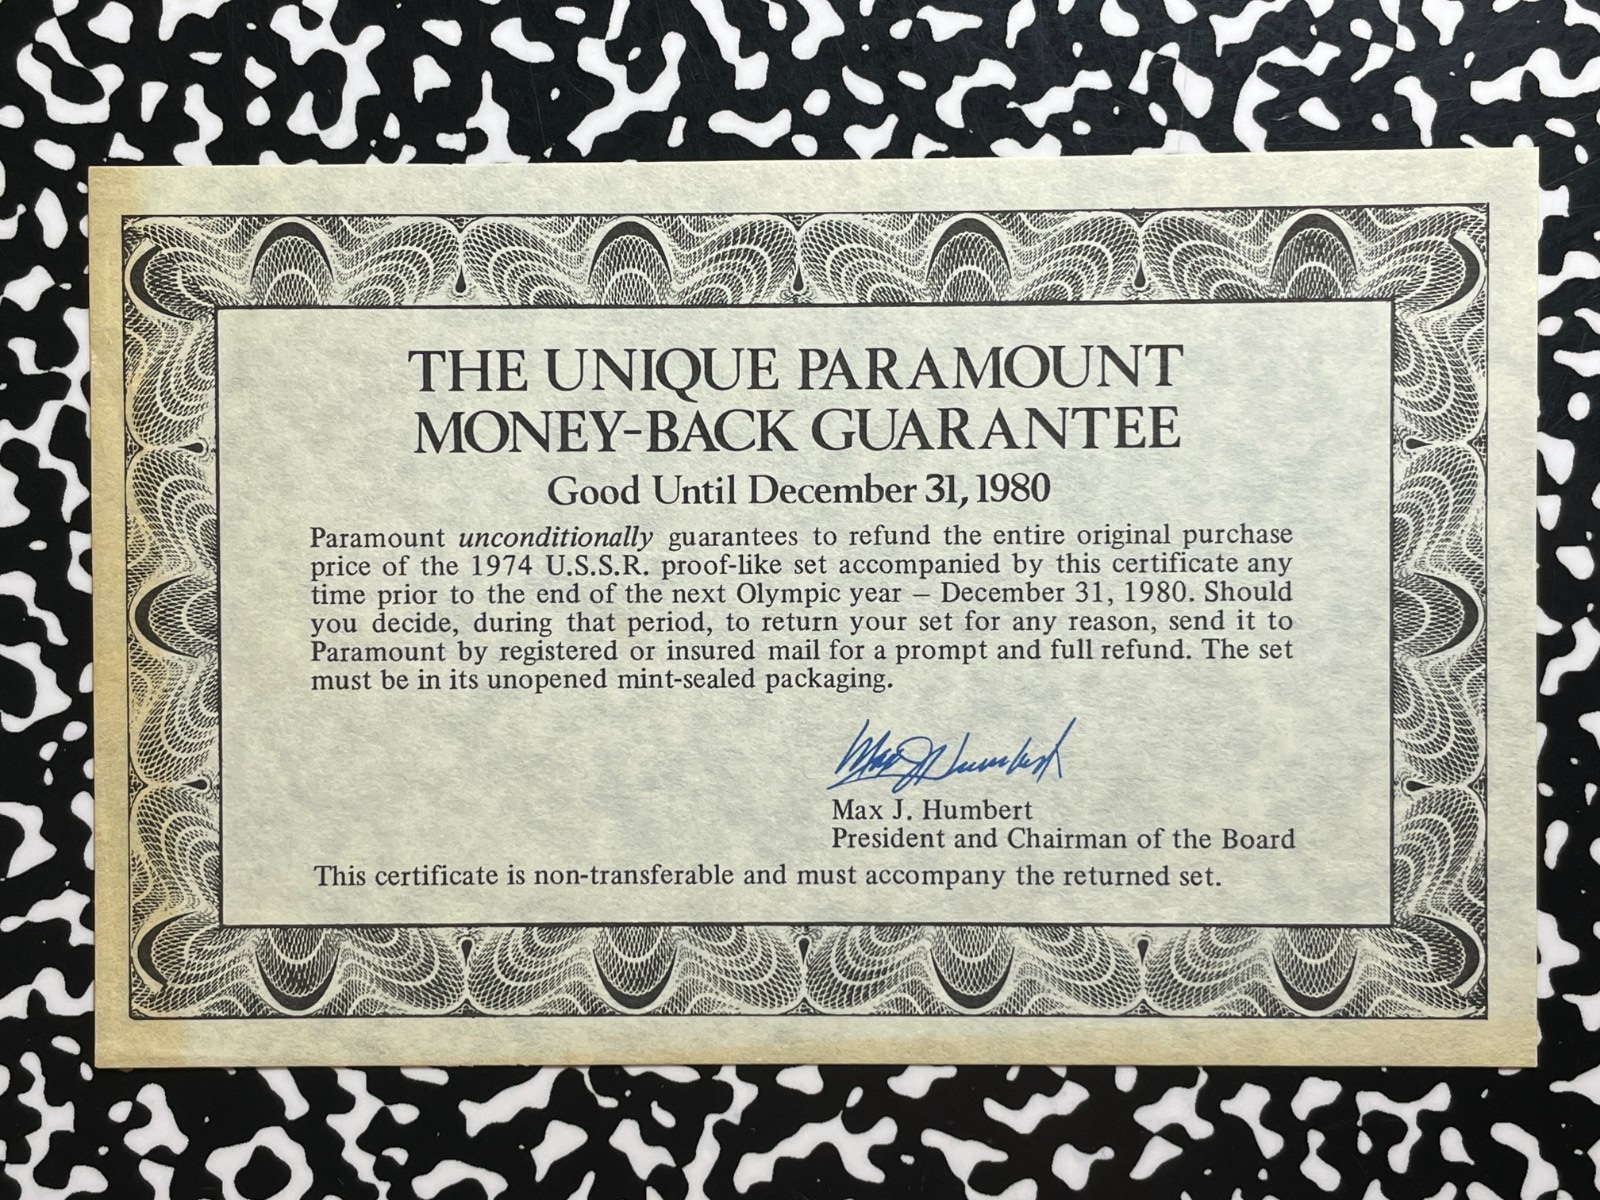 THE UNIQUE PARAMOUNT
MONEY-BACK GUARANTEE
Good Until December 31, 1980
Paramount unconditionally guarantees to refund the entire original purchase
price of the 1974 U.S.S.R. proof-like set accompanied by this certificate any
time prior to the end of the next Olympic year – December 31, 1980. Should
you decide, during that period, to return your set for any reason, send it to
Paramount by registered or insured mail for a prompt and full refund. The set
must be in its unopened mint-sealed packaging.
Max J Humbert
Max J. Humbert
President and Chairman of the Board
This certificate is non-transferable and must accompany the returned set.